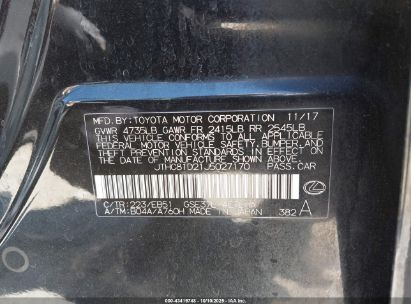 MFD.BY:TOYOTA MOTOR CORPORATION 11/17
GVWR 4735LB GAWR FR 2415LB RR 2545LB
THIS VEHICLE CONFORMS TO ALL APPLICABLE
FEDERAL MOTOR VEHICLE SAFETY, BUMPER, AND
THEFT PREVENTION STANDARDS IN EFFECT ON
THE DATE OF MANUFACTURE SHOWN ABOVE.
JTHC81D21J5027170 PASS.CAR
C/TR:223/EB51
A/TM:B04A/A760H MADE IN JAPAN 382 A